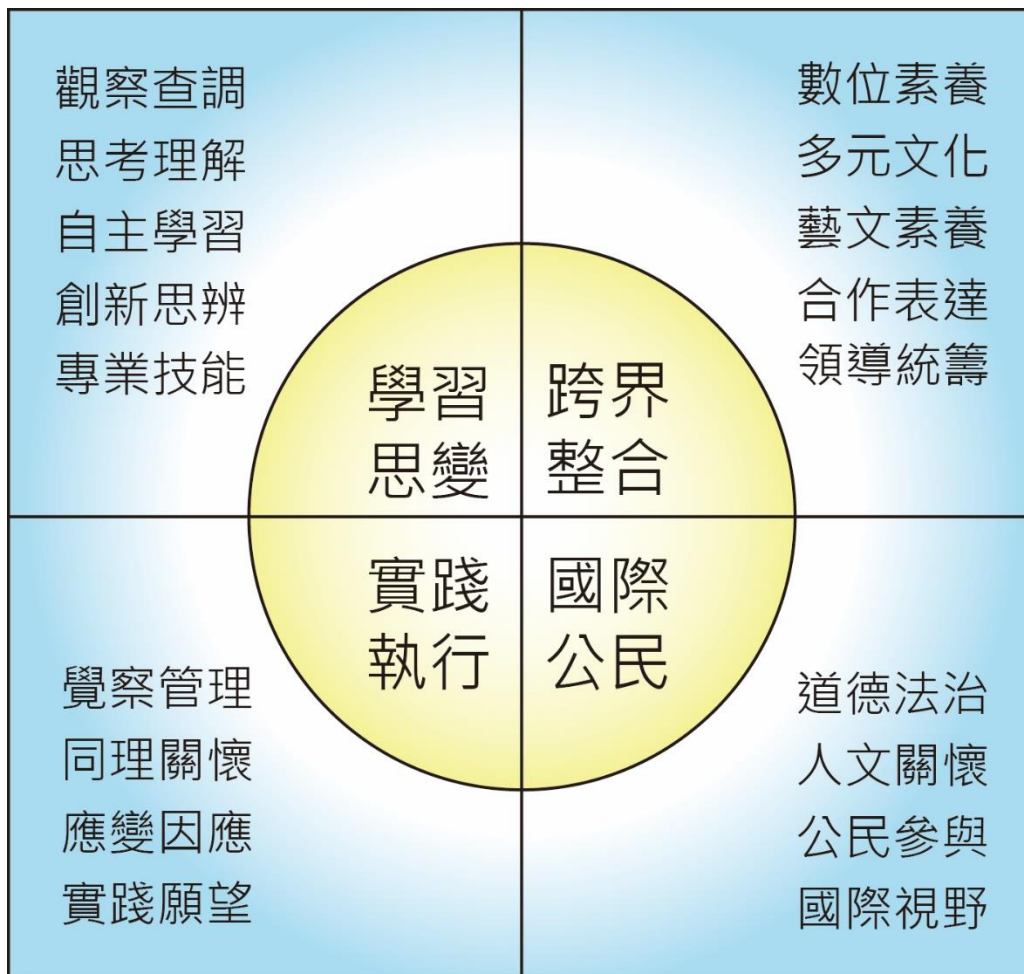 觀察查調
思考理解
自主學習
創新思辨
專業技能
數位素養
多元文化
藝文素養
合作表達
領導統籌
學習
思變
跨界
整合
實踐
執行
國際
公民
覺察管理
同理關懷
應變因應
實踐願望
道德法治
人文關懷
公民參與
國際視野